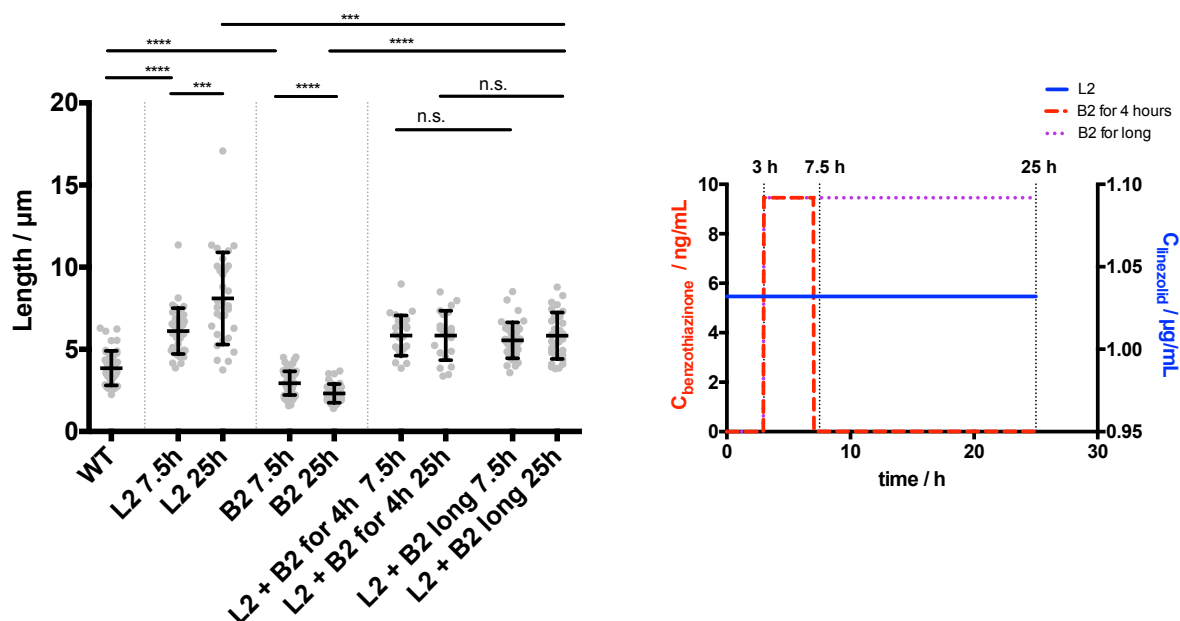 ***
****
****
****
***
****
n.s.
n.s.
Length / µm
20
15
10
5
0
WT
L2 7.5h
L2 25h
B2 7.5h
B2 25h
L2 + B2 for 4h  7.5h
L2 + B2 for 4h 25h
L2 + B2 long 7.5h
L2 + B2 long 25h
L2
B2 for 4 hours
B2 for long
3 h 7.5 h 25 h
C benzothiazinone / ng/mL
10
8
6
4
2
0
1.10
1.05
1.00
0.95
C linezolid / µg/mL
0 10 20 30
time / h